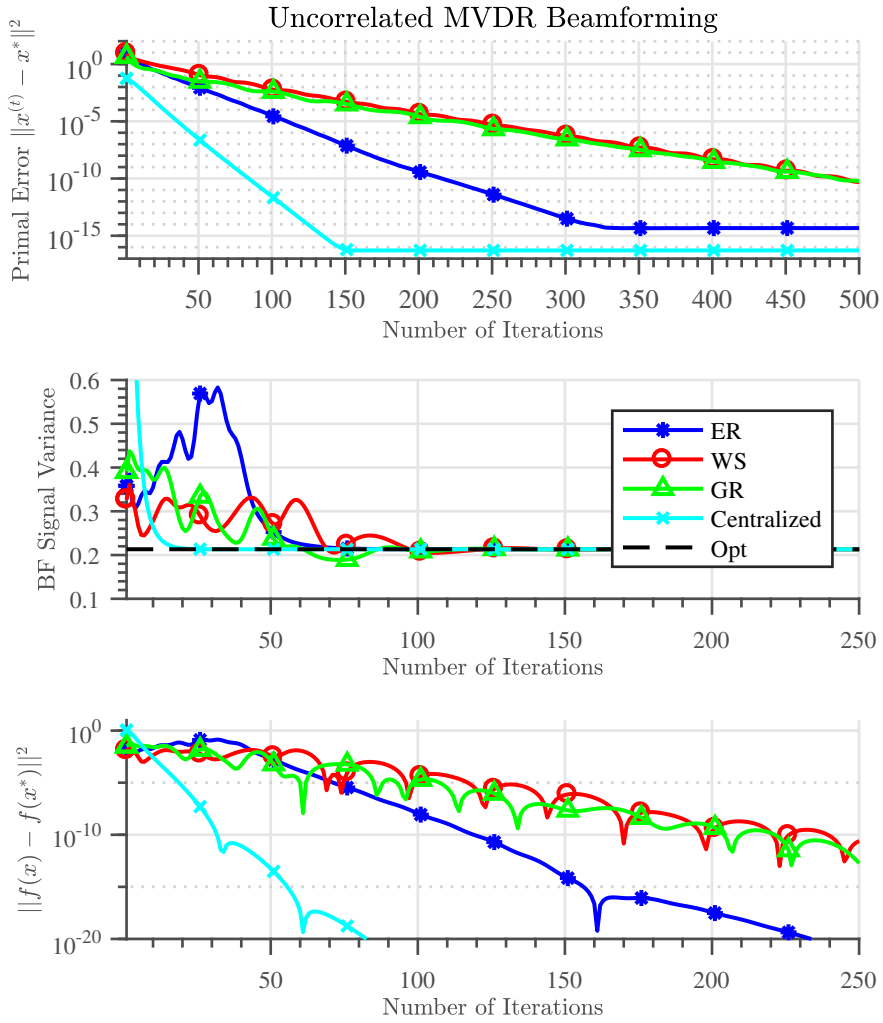 Uncorrelated MVDR Beamforming
Primal Error ||x^(t) − x*||²
10^0
10^-5
10^-10
10^-15
50 100 150 200 250 300 350 400 450 500
Number of Iterations
BF Signal Variance
0.6
0.5
0.4
0.3
0.2
0.1
ER
WS
GR
Centralized
Opt
50 100 150 200 250
Number of Iterations
||f(x) − f(x*)||²
10^0
10^-10
10^-20
50 100 150 200 250
Number of Iterations